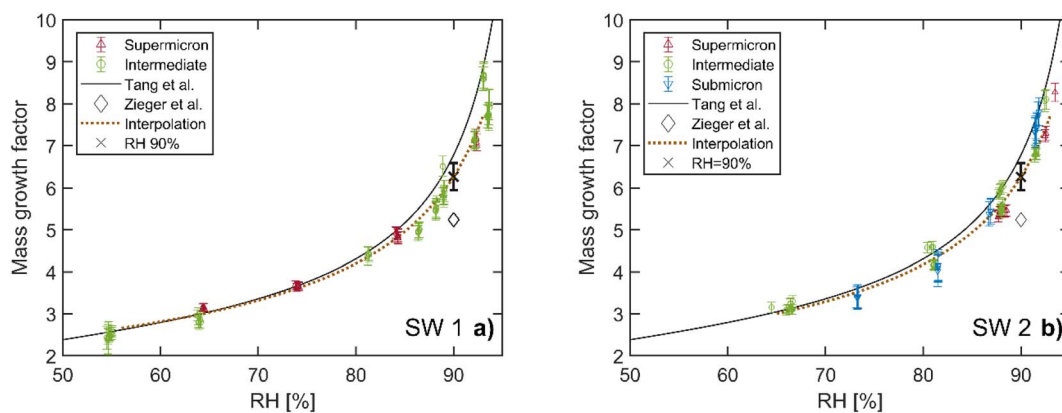 Mass growth factor
10
9
8
7
6
5
4
3
2
Supermicron
Intermediate
Tang et al.
Zieger et al.
Interpolation
RH 90%
SW 1 a)
50 60 70 80 90
RH [%]
Mass growth factor
10
9
8
7
6
5
4
3
2
Supermicron
Intermediate
Submicron
Tang et al.
Zieger et al.
Interpolation
RH=90%
SW 2 b)
50 60 70 80 90
RH [%]